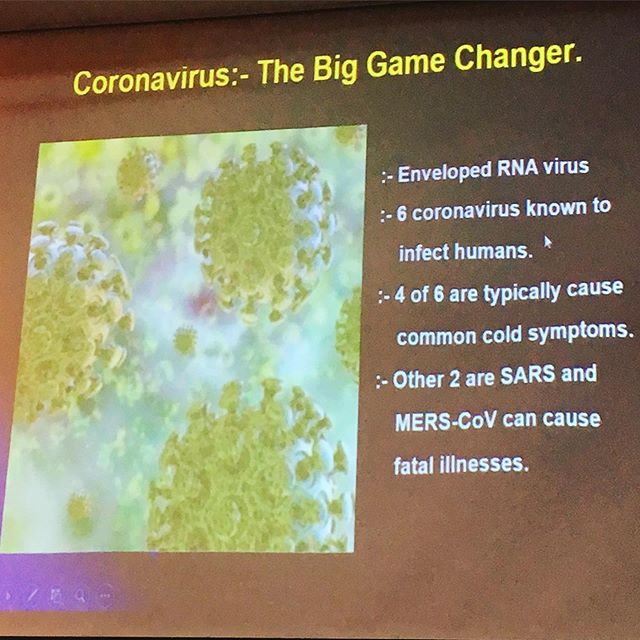 Coronavirus:- The Big Game Changer.
:- Enveloped RNA virus
:- 6 coronavirus known to
infect humans.
:- 4 of 6 are typically cause
common cold symptoms.
:- Other 2 are SARS and
MERS-CoV can cause
fatal illnesses.